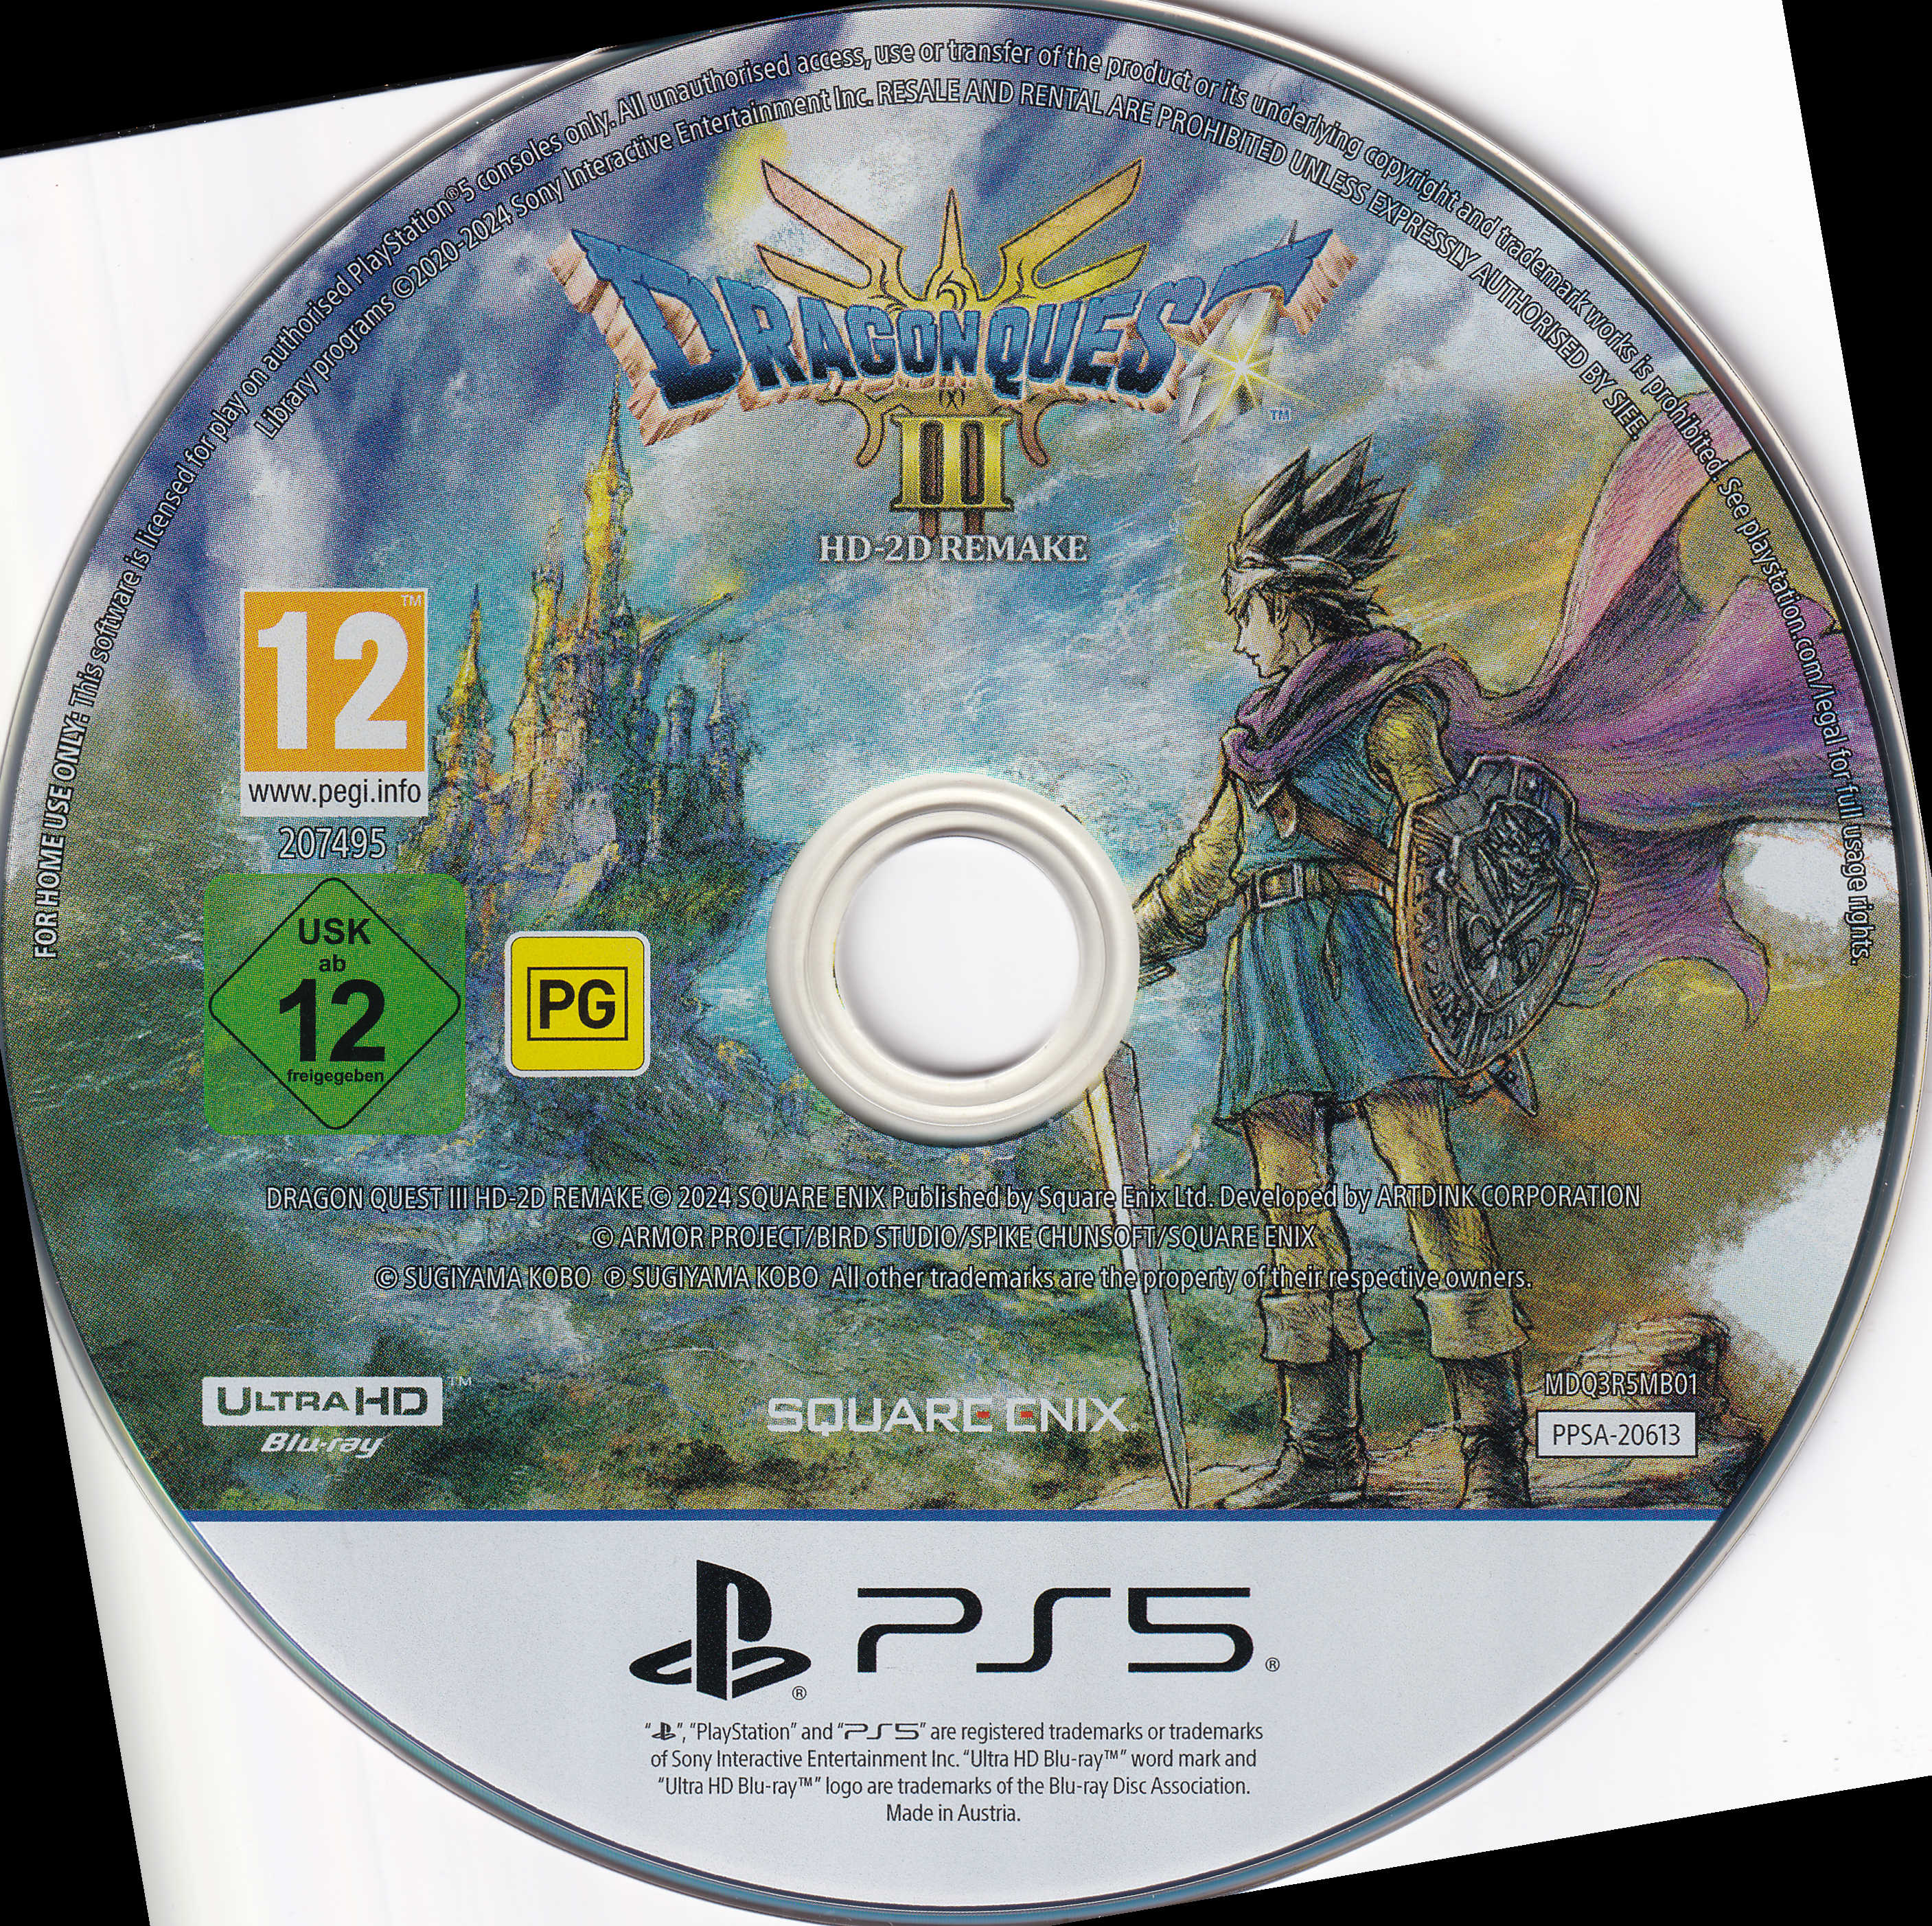 FOR HOME USE ONLY: This software is licensed for play on authorised PlayStation®5 consoles only. All unauthorised access, use or transfer of the product or its underlying copyright and trademark works is prohibited. See playstation.com/legal for full usage rights.
Library programs ©2020-2024 Sony Interactive Entertainment Inc. RESALE AND RENTAL ARE PROHIBITED UNLESS EXPRESSLY AUTHORISED BY SIEE.
DRAGON QUEST
TM
III
HD-2D REMAKE
12™
www.pegi.info
207495
USK
ab
12
freigegeben
PG
DRAGON QUEST III HD-2D REMAKE © 2024 SQUARE ENIX Published by Square Enix Ltd. Developed by ARTDINK CORPORATION
© ARMOR PROJECT/BIRD STUDIO/SPIKE CHUNSOFT/SQUARE ENIX
© SUGIYAMA KOBO ℗ SUGIYAMA KOBO All other trademarks are the property of their respective owners.
ULTRA HD™
Blu-ray
SQUARE ENIX
MDQ3R5MB01
PPSA-20613
PS5®
®
“ ”, “PlayStation” and “PS5” are registered trademarks or trademarks
of Sony Interactive Entertainment Inc. “Ultra HD Blu-ray™” word mark and
“Ultra HD Blu-ray™” logo are trademarks of the Blu-ray Disc Association.
Made in Austria.